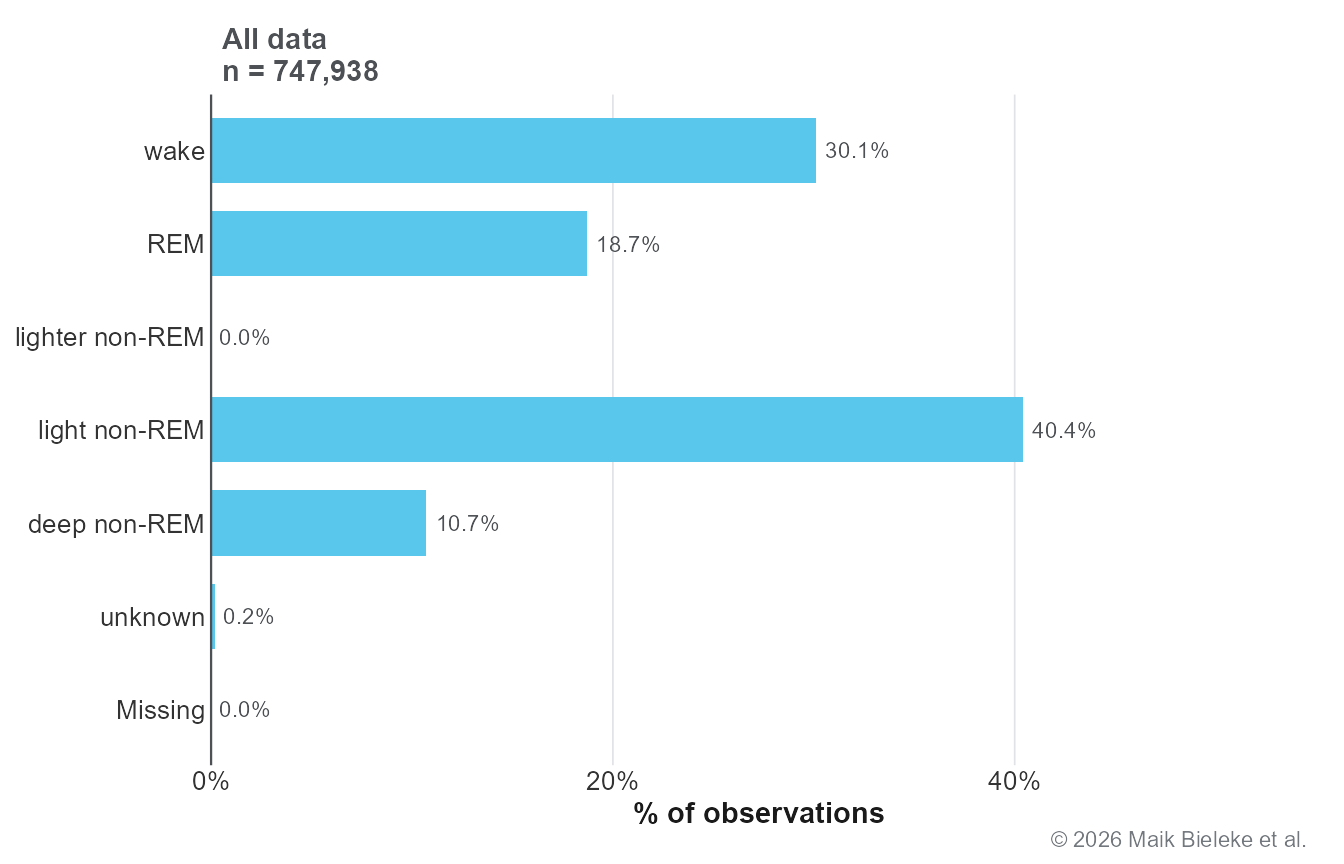 All data
n = 747,938
wake
30.1%
REM
18.7%
lighter non-REM
0.0%
light non-REM
40.4%
deep non-REM
10.7%
unknown
0.2%
Missing
0.0%
0%
20%
40%
% of observations
© 2026 Maik Bieleke et al.